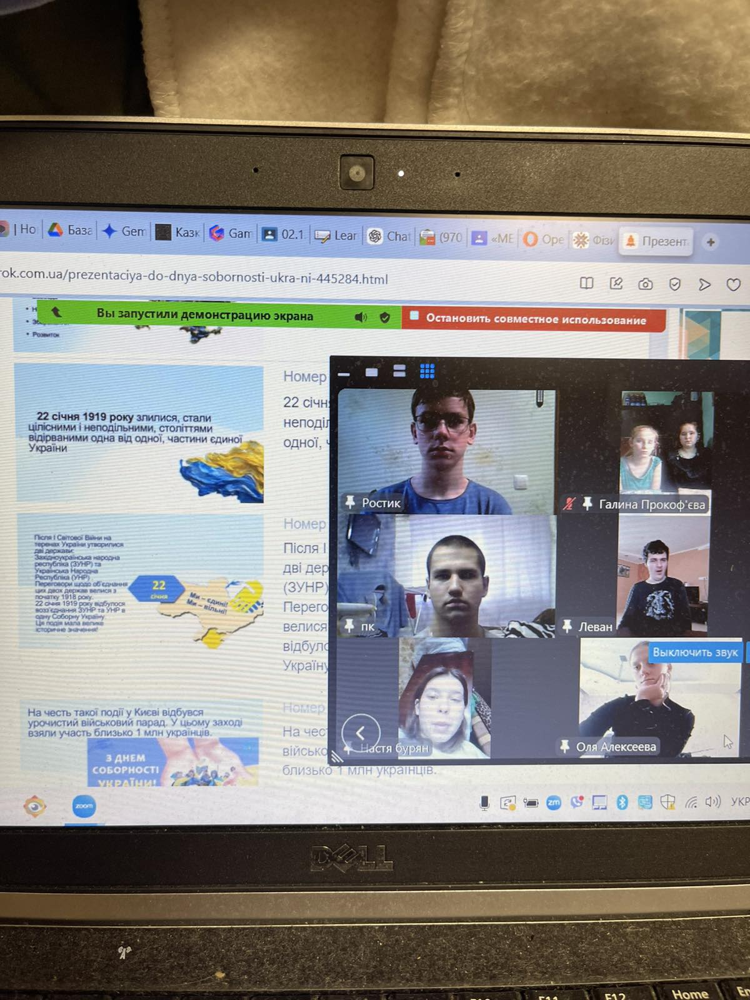 Но
База
Gem
Казк
Gam
02.1
Lear
Chat
(970
«МЕ
Ope
Фізи
Презент
rok.com.ua/prezentaciya-do-dnya-sobornosti-ukra-ni-445284.html
Вы запустили демонстрацию экрана
Остановить совместное использование
• Розвиток
22 січня 1919 року злилися, стали
цілісними і неподільними, століттями
відірваними одна від одної, частини єдиної
України
Номер
22 січн
неподіл
одної, ч
Після І Світової Війни на
теренах України утворилися
дві держави:
Західноукраїнська народна
республіка (ЗУНР) та
Українська Народна
Республіка (УНР)
Переговори щодо об'єднання
цих двох держав велися з
початку 1918 року.
22 січня 1919 року відбулося
возз'єднання ЗУНР та УНР в
одну Соборну Україну.
Ця подія мала велике
історичне значення!
22
січня
Ми – єдині!
Ми – вільні!
Номер
Після І
дві дер
(ЗУНР)
Перего
велися
відбуло
Україну
На честь такої події у Києві відбувся
урочистий військовий парад. У цьому заході
взяли участь близько 1 млн українців.
З ДНЕМ
СОБОРНОСТІ
УКРАЇНИ!
Номер
На чес
військо
близько 1 млн українців.
Ростик
Галина Прокоф'єва
пк
Леван
Выключить звук
Настя бурян
Оля Алексеева
zoom
zm
УКР
DELL
F11
F12
Home
En